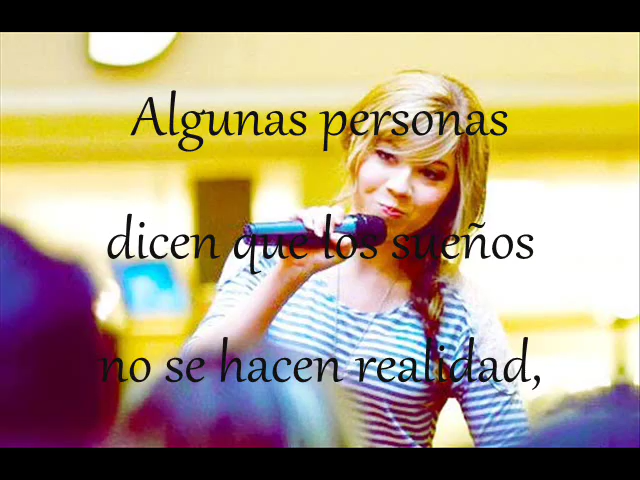 Algunas personas
dicen que los sueños
no se hacen realidad,